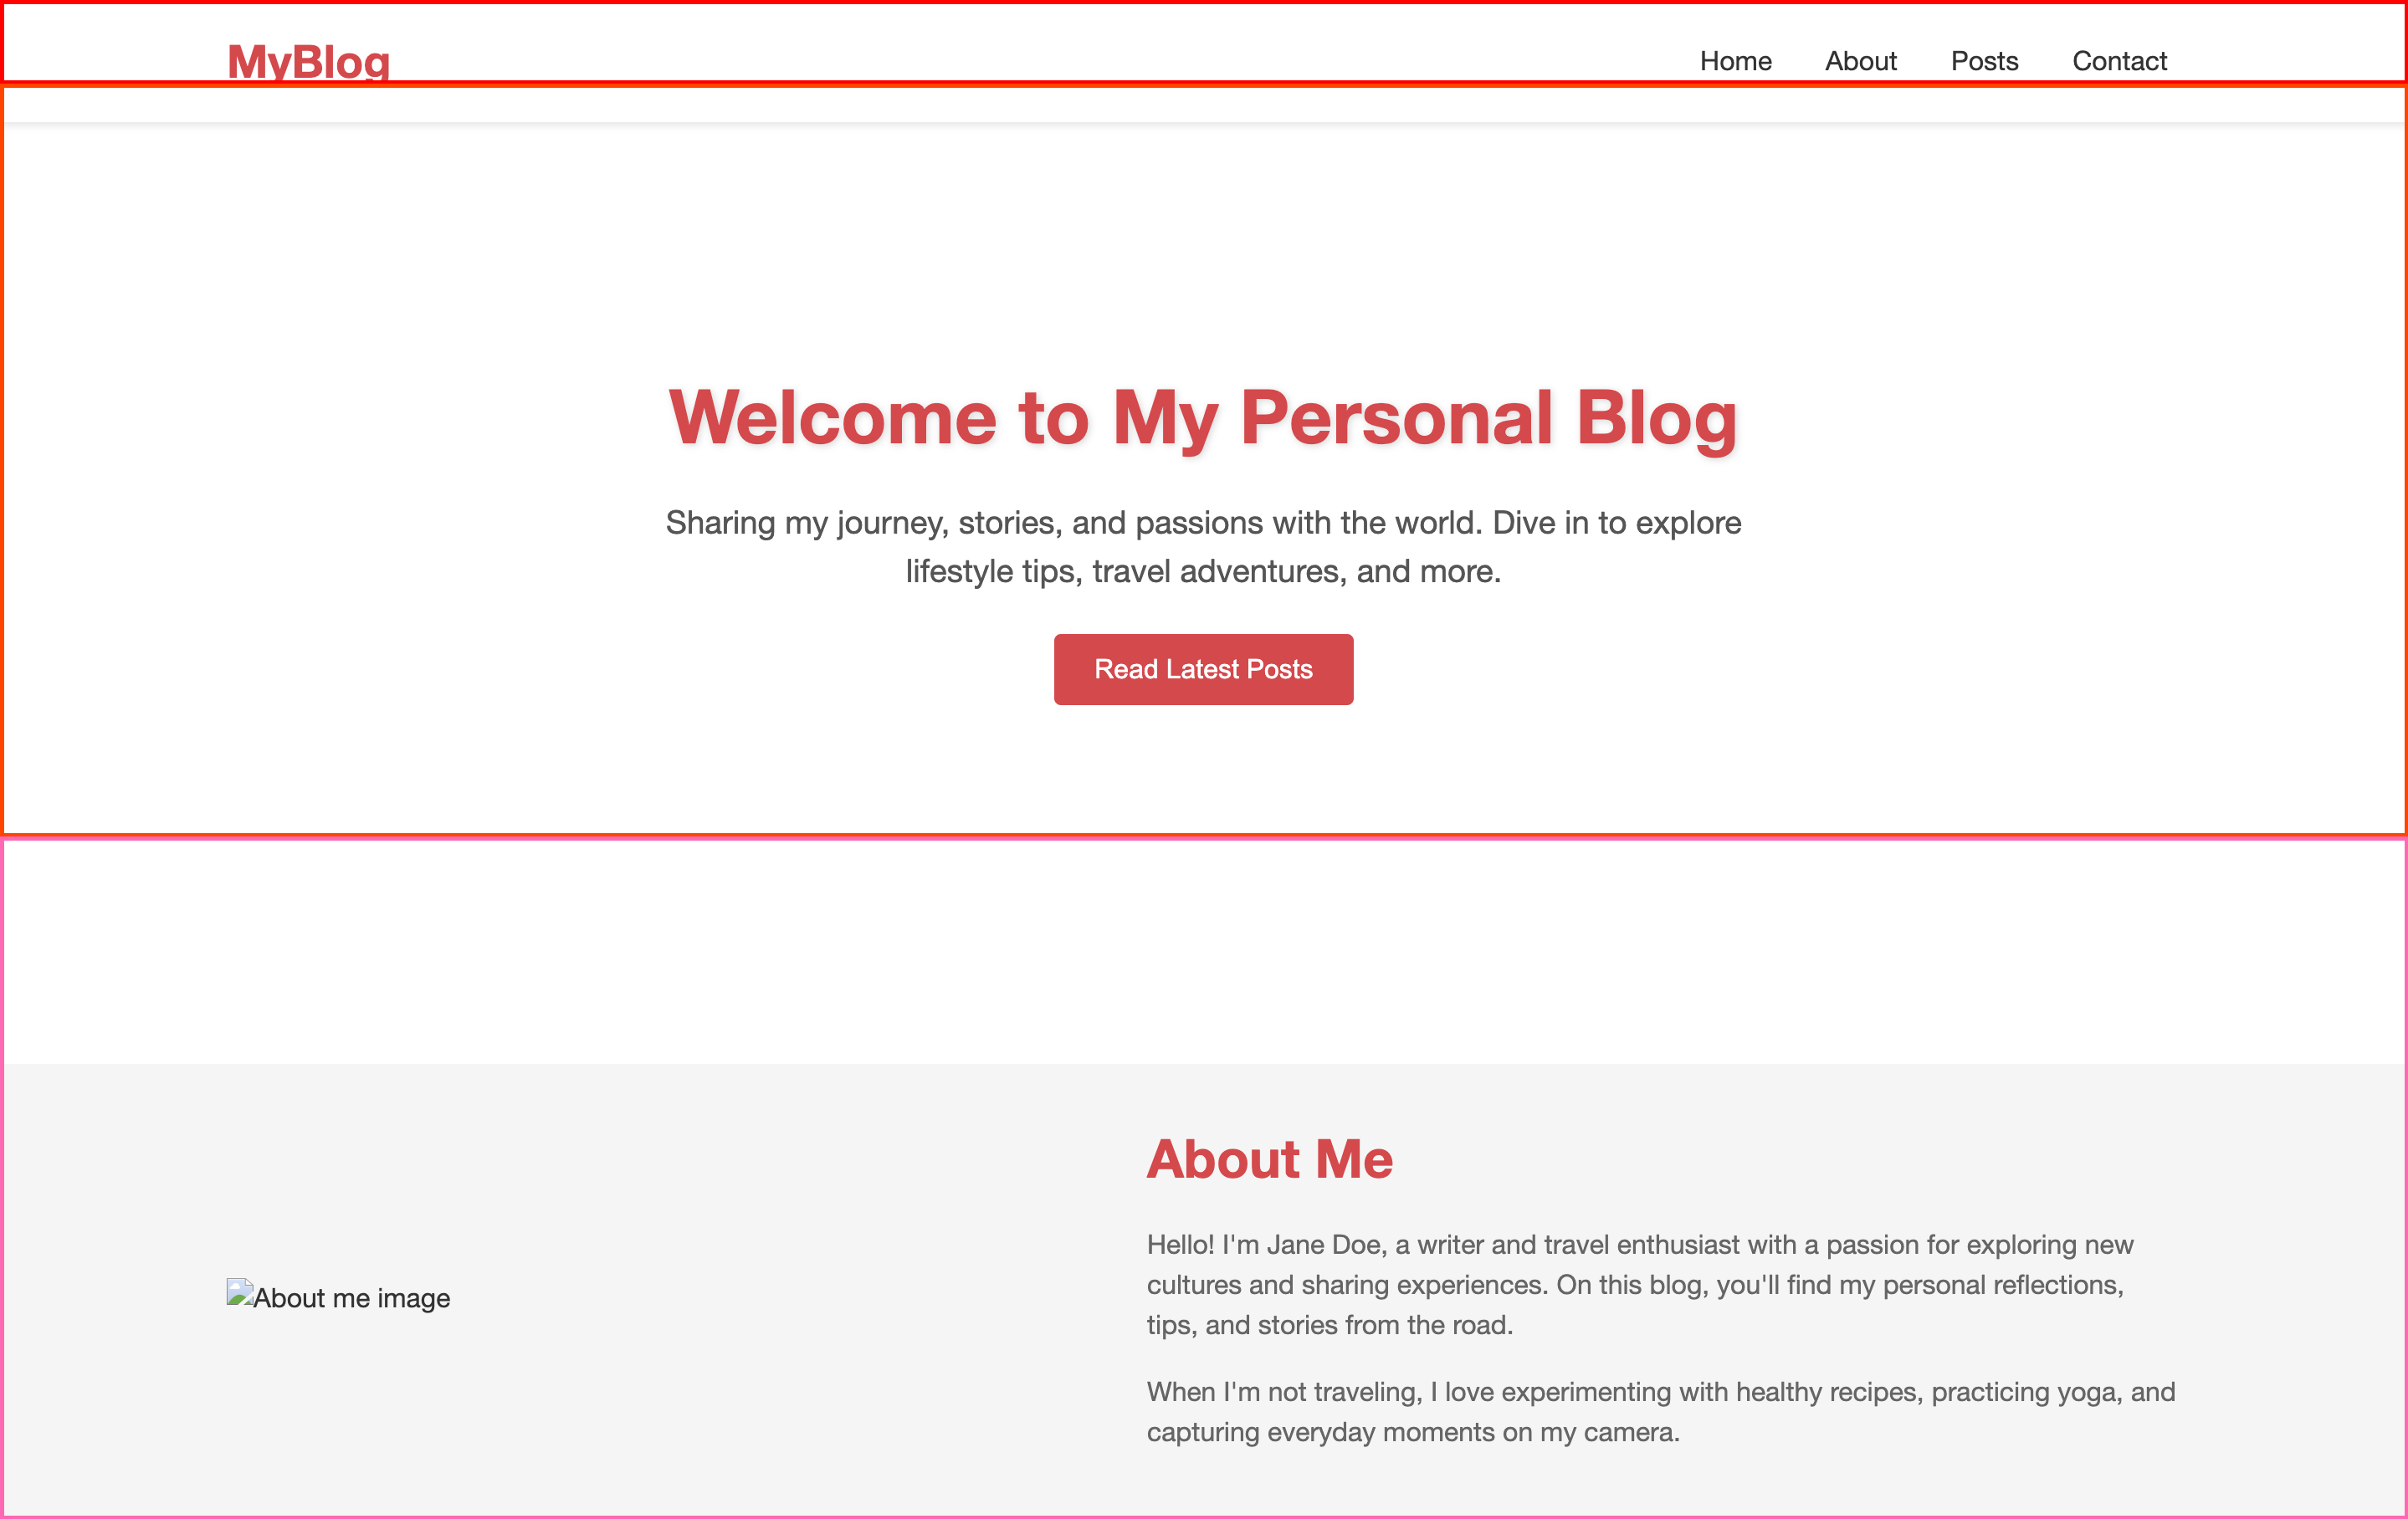 MyBlog
Home About Posts Contact
Welcome to My Personal Blog
Sharing my journey, stories, and passions with the world. Dive in to explore
lifestyle tips, travel adventures, and more.
Read Latest Posts
About me image
About Me
Hello! I'm Jane Doe, a writer and travel enthusiast with a passion for exploring new
cultures and sharing experiences. On this blog, you'll find my personal reflections,
tips, and stories from the road.
When I'm not traveling, I love experimenting with healthy recipes, practicing yoga, and
capturing everyday moments on my camera.